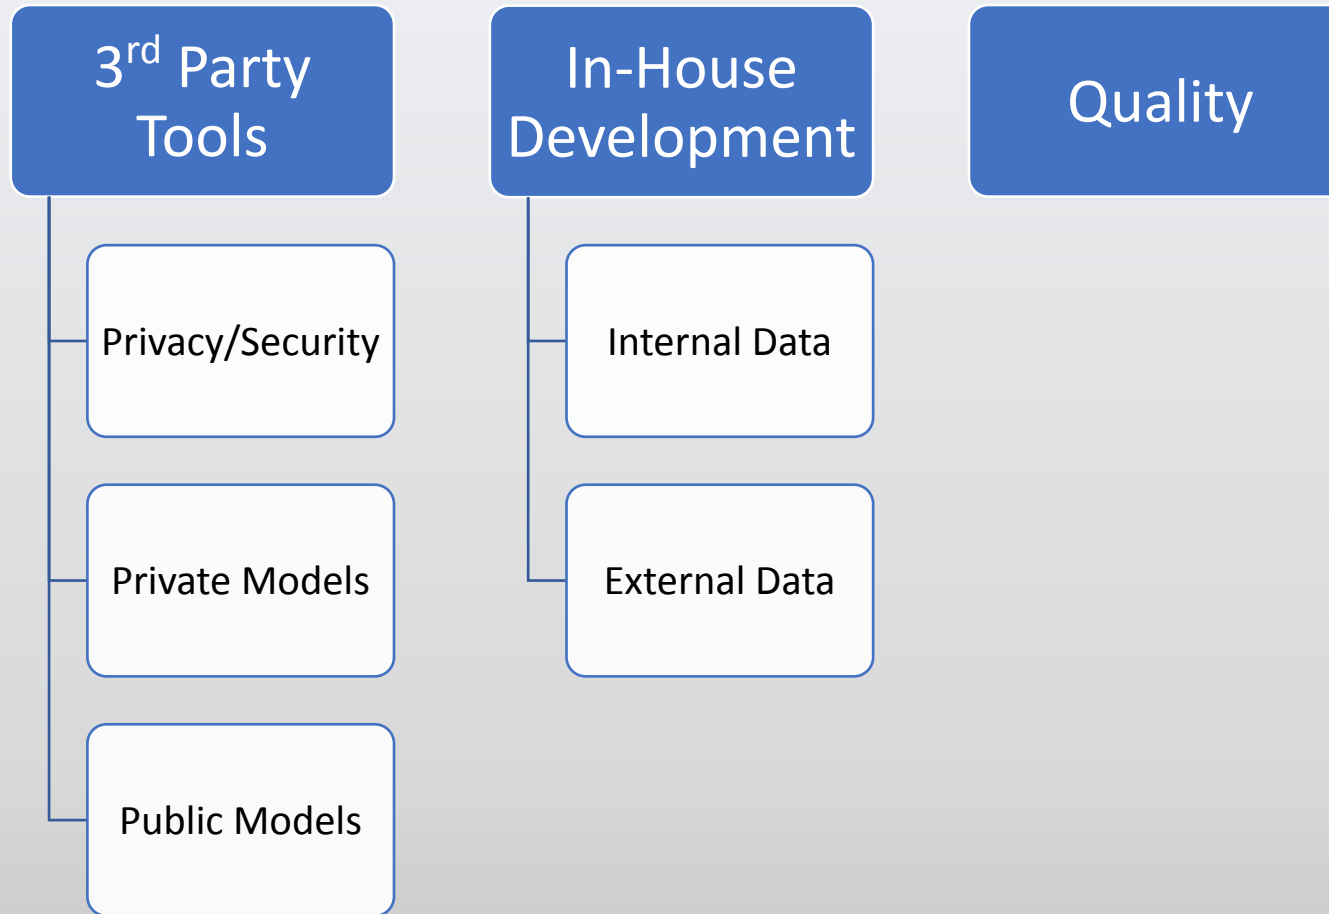 3rd Party
Tools
Privacy/Security
Private Models
Public Models
In-House
Development
Internal Data
External Data
Quality